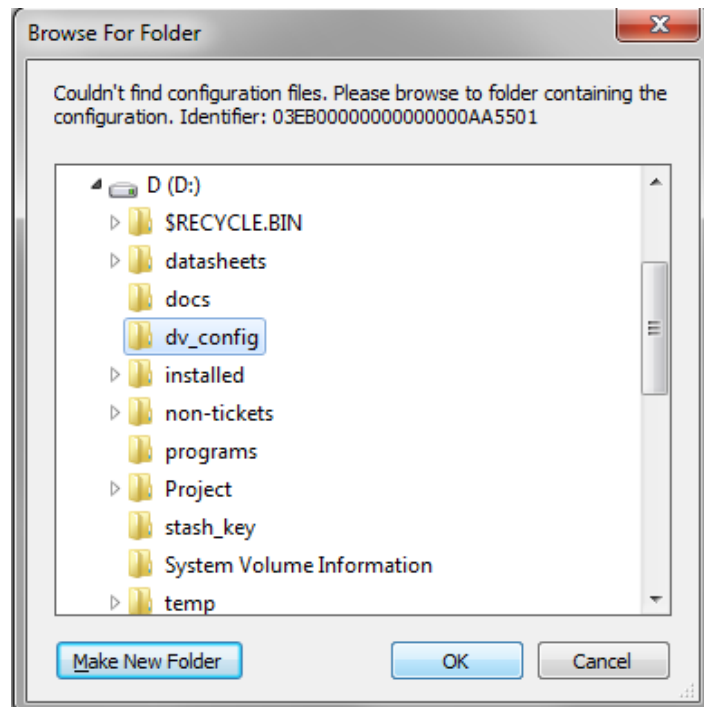 Browse For Folder
Couldn't find configuration files. Please browse to folder containing the
configuration. Identifier: 03EB00000000000000AA5501
D (D:)
$RECYCLE.BIN
datasheets
docs
dv_config
installed
non-tickets
programs
Project
stash_key
System Volume Information
temp
Make New Folder
OK
Cancel